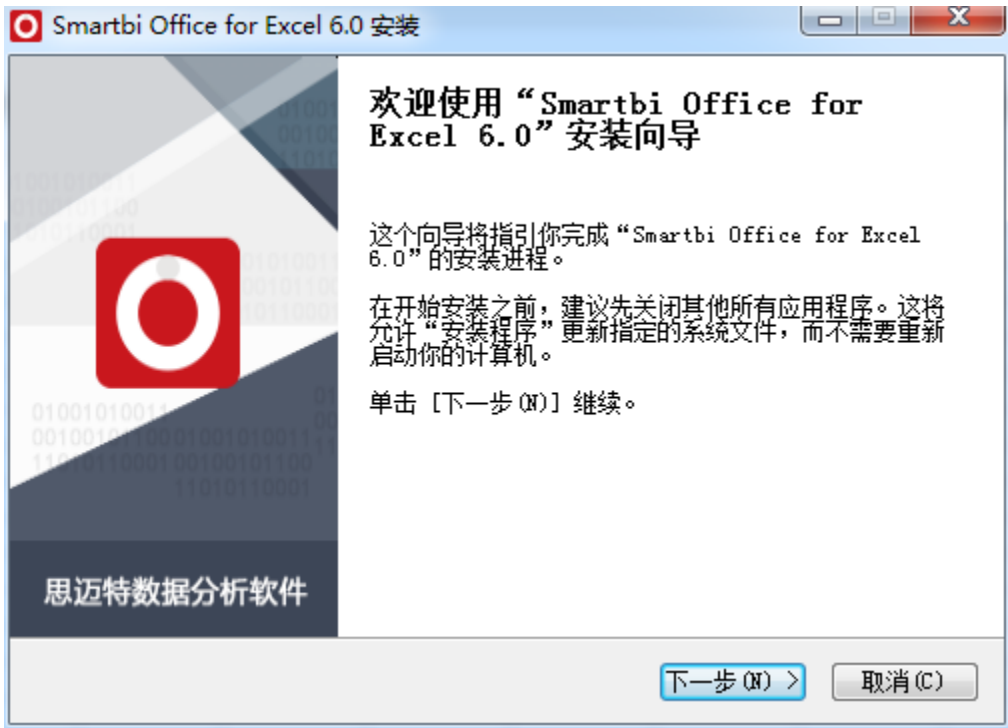 Smartbi Office for Excel 6.0 安装
欢迎使用“Smartbi Office for
Excel 6.0”安装向导
这个向导将指引你完成“Smartbi Office for Excel
6.0”的安装进程。
在开始安装之前，建议先关闭其他所有应用程序。这将
允许“安装程序”更新指定的系统文件，而不需要重新
启动你的计算机。
单击 [下一步(N)] 继续。
01001010011
0010010110001001010011
1101011000100100101100
11010110001
思迈特数据分析软件
下一步(N) >
取消(C)